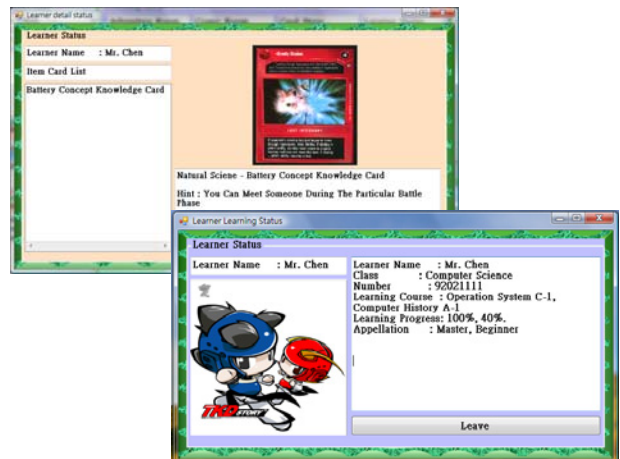 Learner detail status
Learner Status
Learner Name : Mr. Chen
Item Card List
Battery Concept Knowledge Card
Natural Sciene - Battery Concept Knowledge Card
Hint : You Can Meet Someone During The Particular Battle
Phase
Learner Learning Status
Learner Status
Learner Name : Mr. Chen
TKD STORY
Learner Name : Mr. Chen
Class : Computer Science
Number : 92021111
Learning Course : Operation System C-1,
Computer History A-1
Learning Progress: 100%, 40%.
Appellation : Master, Beginner
Leave